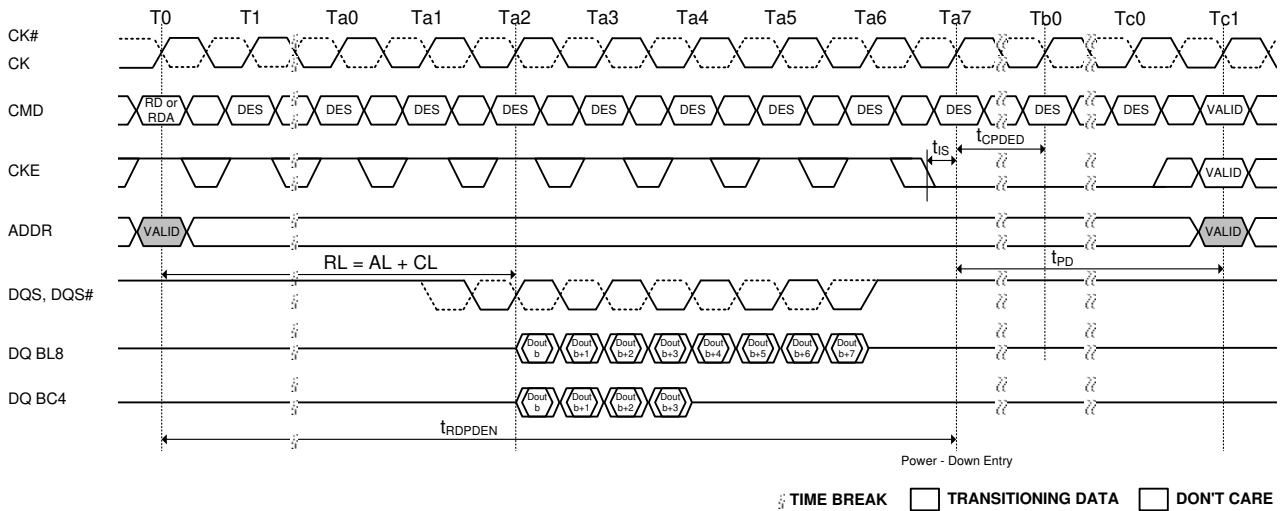 T0 T1 Ta0 Ta1 Ta2 Ta3 Ta4 Ta5 Ta6 Ta7 Tb0 Tc0 Tc1
CK#
CK
CMD RD or RDA DES DES DES DES DES DES DES DES DES DES DES VALID
tIS tCPDED
CKE VALID
ADDR VALID VALID
RL = AL + CL tPD
DQS, DQS#
DQ BL8 Dout b Dout b+1 Dout b+2 Dout b+3 Dout b+4 Dout b+5 Dout b+6 Dout b+7
DQ BC4 Dout b Dout b+1 Dout b+2 Dout b+3
tRDPDEN
Power - Down Entry
TIME BREAK TRANSITIONING DATA DON'T CARE